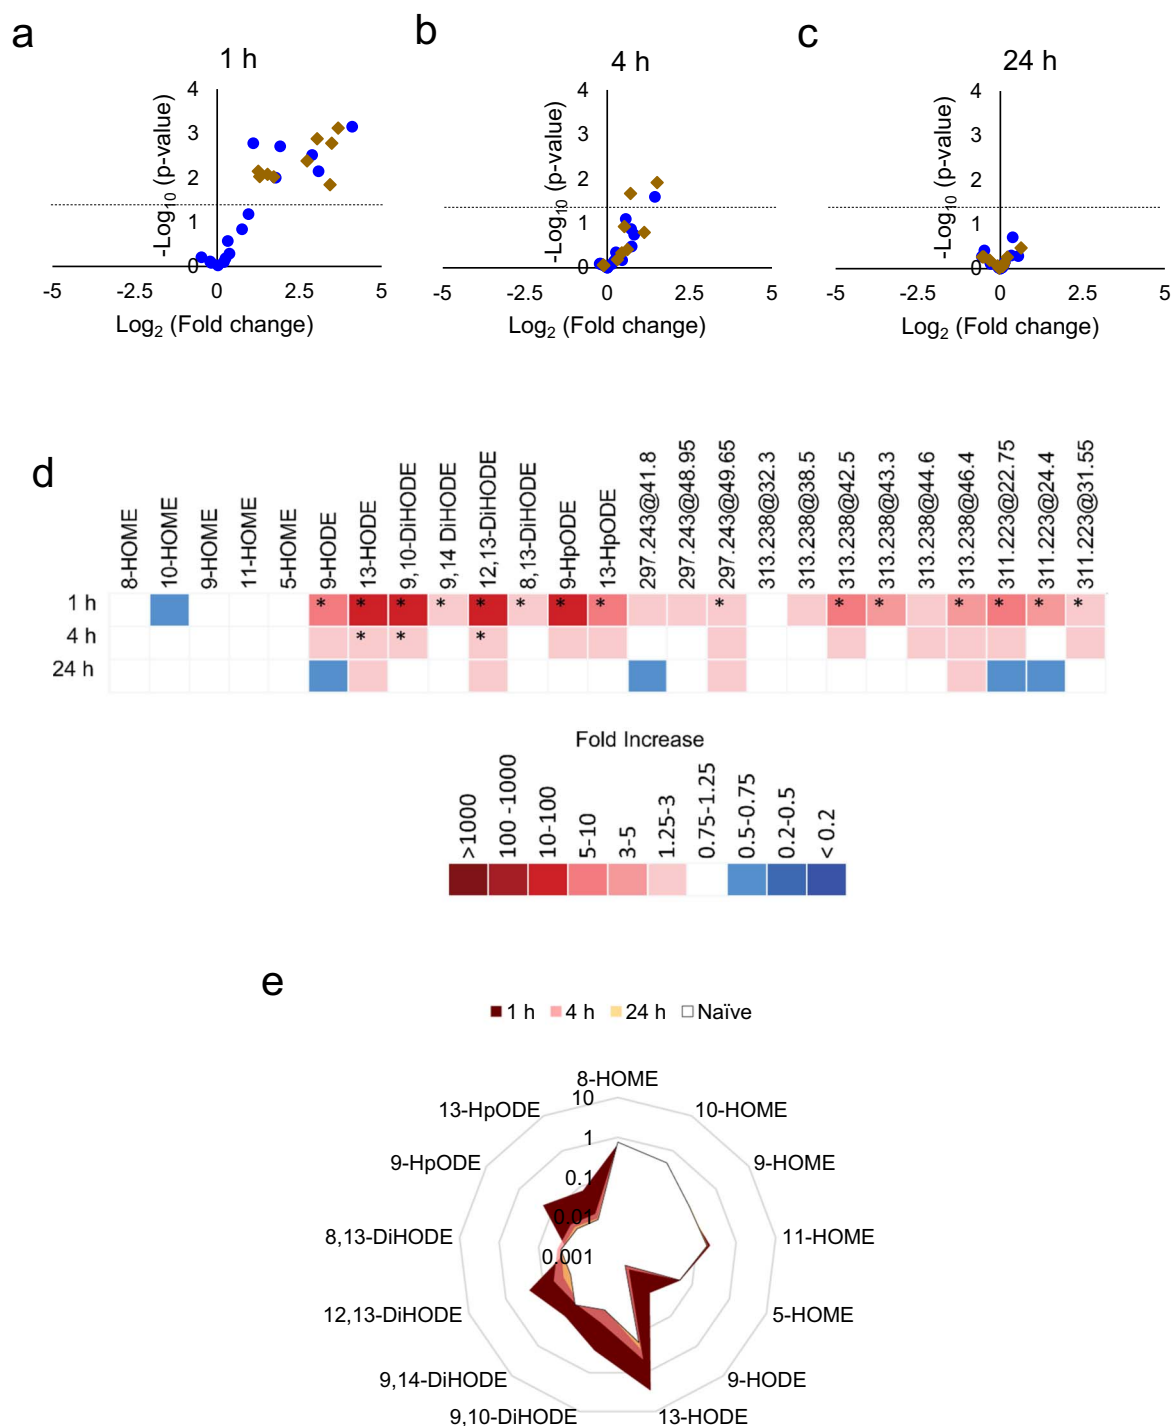 a
1 h
4
3
2
1
0
-Log10 (p-value)
-5
-2.5
0
2.5
5
Log2 (Fold change)
b
4 h
4
3
2
1
0
-Log10 (p-value)
-5
-2.5
0
2.5
5
Log2 (Fold change)
c
24 h
4
3
2
1
0
-Log10 (p-value)
-5
-2.5
0
2.5
5
Log2 (Fold change)
d
8-HOME
10-HOME
9-HOME
11-HOME
5-HOME
9-HODE
13-HODE
9,10-DiHODE
9,14 DiHODE
12,13-DiHODE
8,13-DiHODE
9-HpODE
13-HpODE
297.243@41.8
297.243@48.95
297.243@49.65
313.238@32.3
313.238@38.5
313.238@42.5
313.238@43.3
313.238@44.6
313.238@46.4
311.223@22.75
311.223@24.4
311.223@31.55
1 h * * * * * * * * * * * * * * *
4 h * * *
24 h
Fold Increase
>1000
100 -1000
10-100
5-10
3-5
1.25-3
0.75-1.25
0.5-0.75
0.2-0.5
< 0.2
e
1 h 4 h 24 h Naïve
8-HOME
10-HOME
9-HOME
11-HOME
5-HOME
9-HODE
13-HODE
9,10-DiHODE
9,14-DiHODE
12,13-DiHODE
8,13-DiHODE
9-HpODE
13-HpODE
10
1
0.1
0.01
0.001